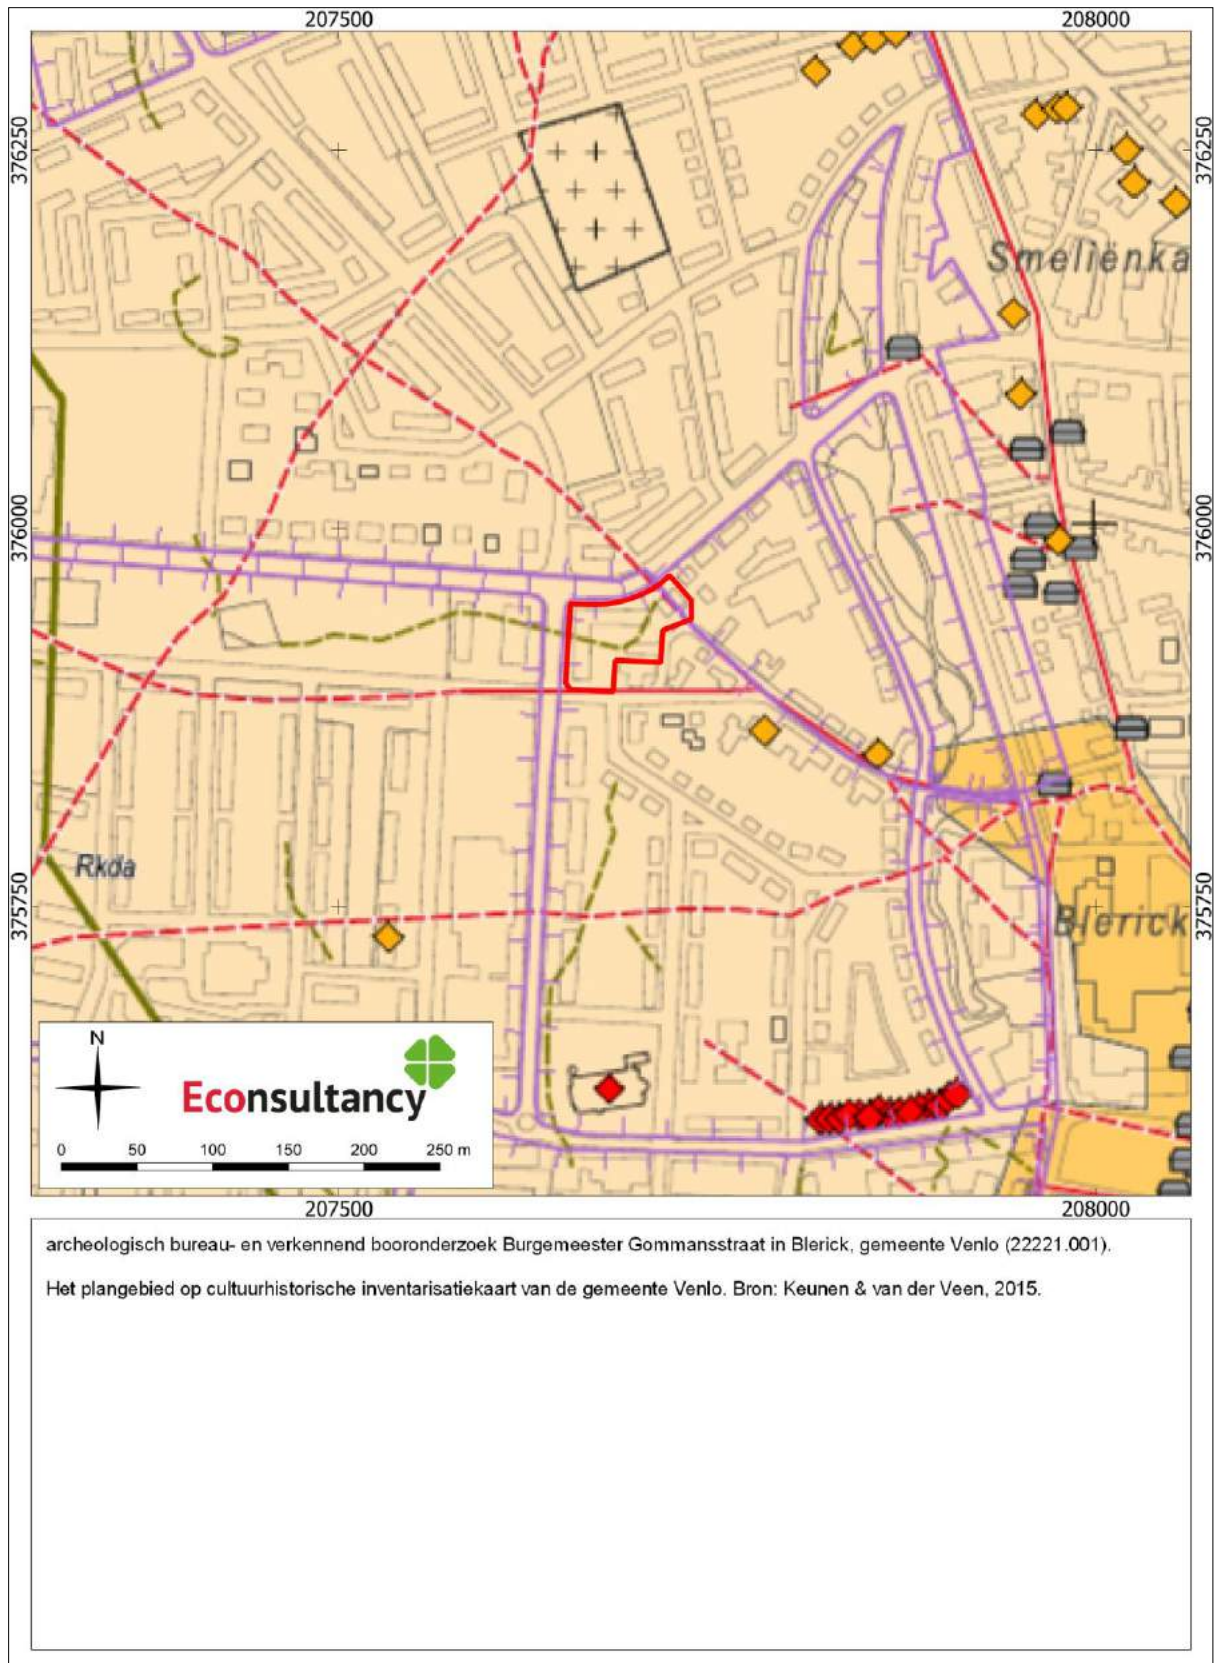 207500
208000
376250
376250
Smeliënka
376000
376000
Rkda
375750
375750
Blerick
N
Econsultancy
0 50 100 150 200 250 m
207500
208000
archeologisch bureau- en verkennend booronderzoek Burgemeester Gommansstraat in Blerick, gemeente Venlo (22221.001).
Het plangebied op cultuurhistorische inventarisatiekaart van de gemeente Venlo. Bron: Keunen & van der Veen, 2015.